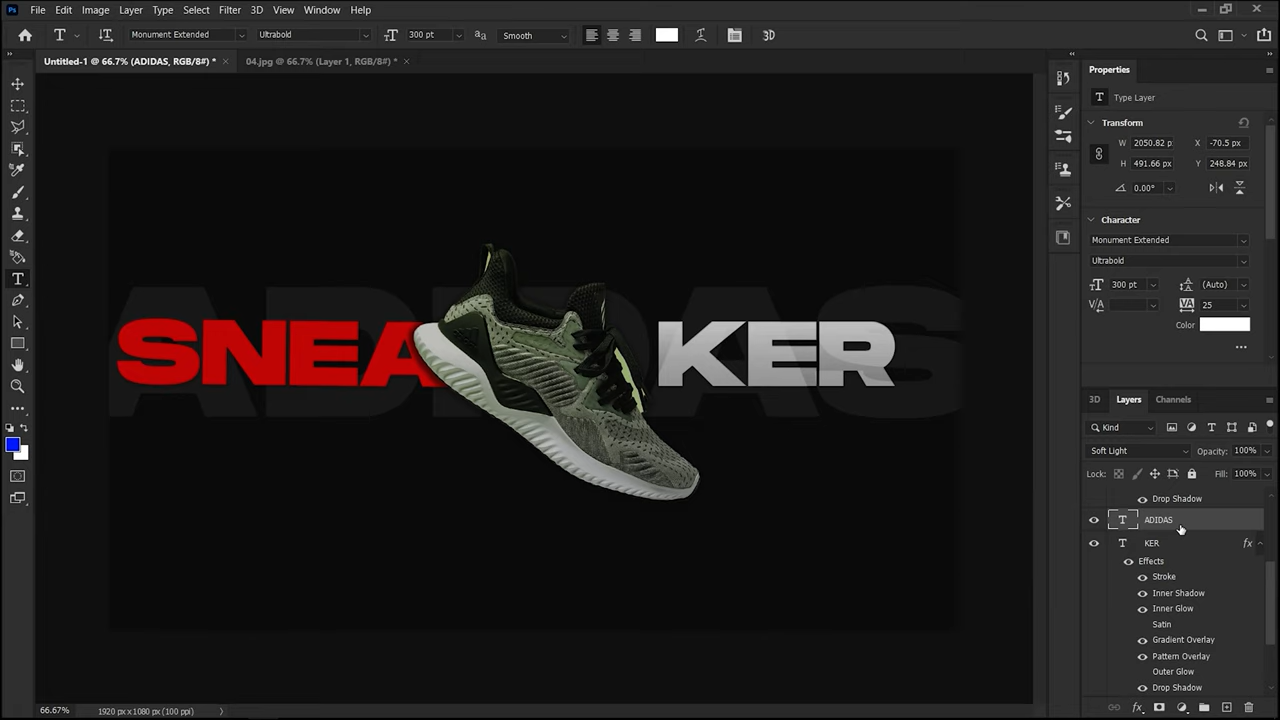 Ps File Edit Image Layer Type Select Filter 3D View Window Help
T Monument Extended Ultrabold 300 pt Smooth 3D
Untitled-1 @ 66.7% (ADIDAS, RGB/8#) * × 04.jpg @ 66.7% (Layer 1, RGB/8#) * ×
Properties
T Type Layer
Transform
W 2050.82 p: X -70.5 px
H 491.66 px Y 248.84 px
0.00°
Character
Monument Extended
Ultrabold
300 pt (Auto)
V/A VA 25
Color
ADIDAS
SNEA KER
3D Layers Channels
Kind
Soft Light Opacity: 100%
Lock: Fill: 100%
Drop Shadow
T ADIDAS
T KER fx
Effects
Stroke
Inner Shadow
Inner Glow
Satin
Gradient Overlay
Pattern Overlay
Outer Glow
Drop Shadow
66.67% 1920 px x 1080 px (100 ppi)